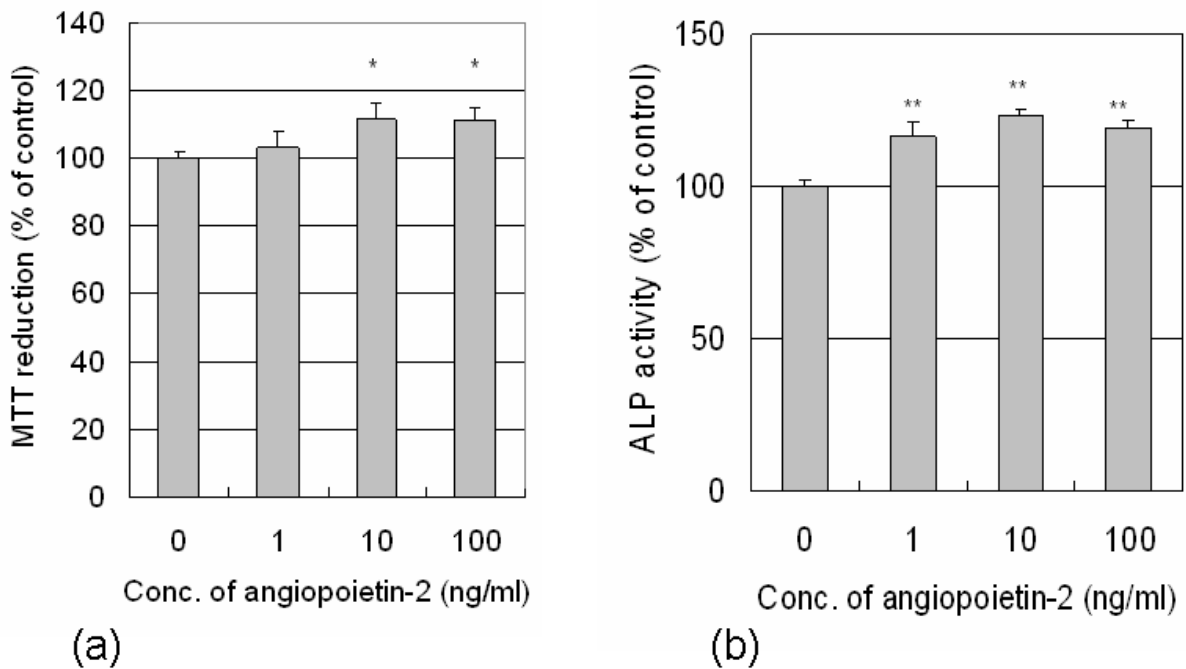 MTT reduction (% of control)
140
120
100
80
60
40
20
0
* *
0 1 10 100
Conc. of angiopoietin-2 (ng/ml)
(a)
ALP activity (% of control)
150
100
50
0
** ** **
0 1 10 100
Conc. of angiopoietin-2 (ng/ml)
(b)